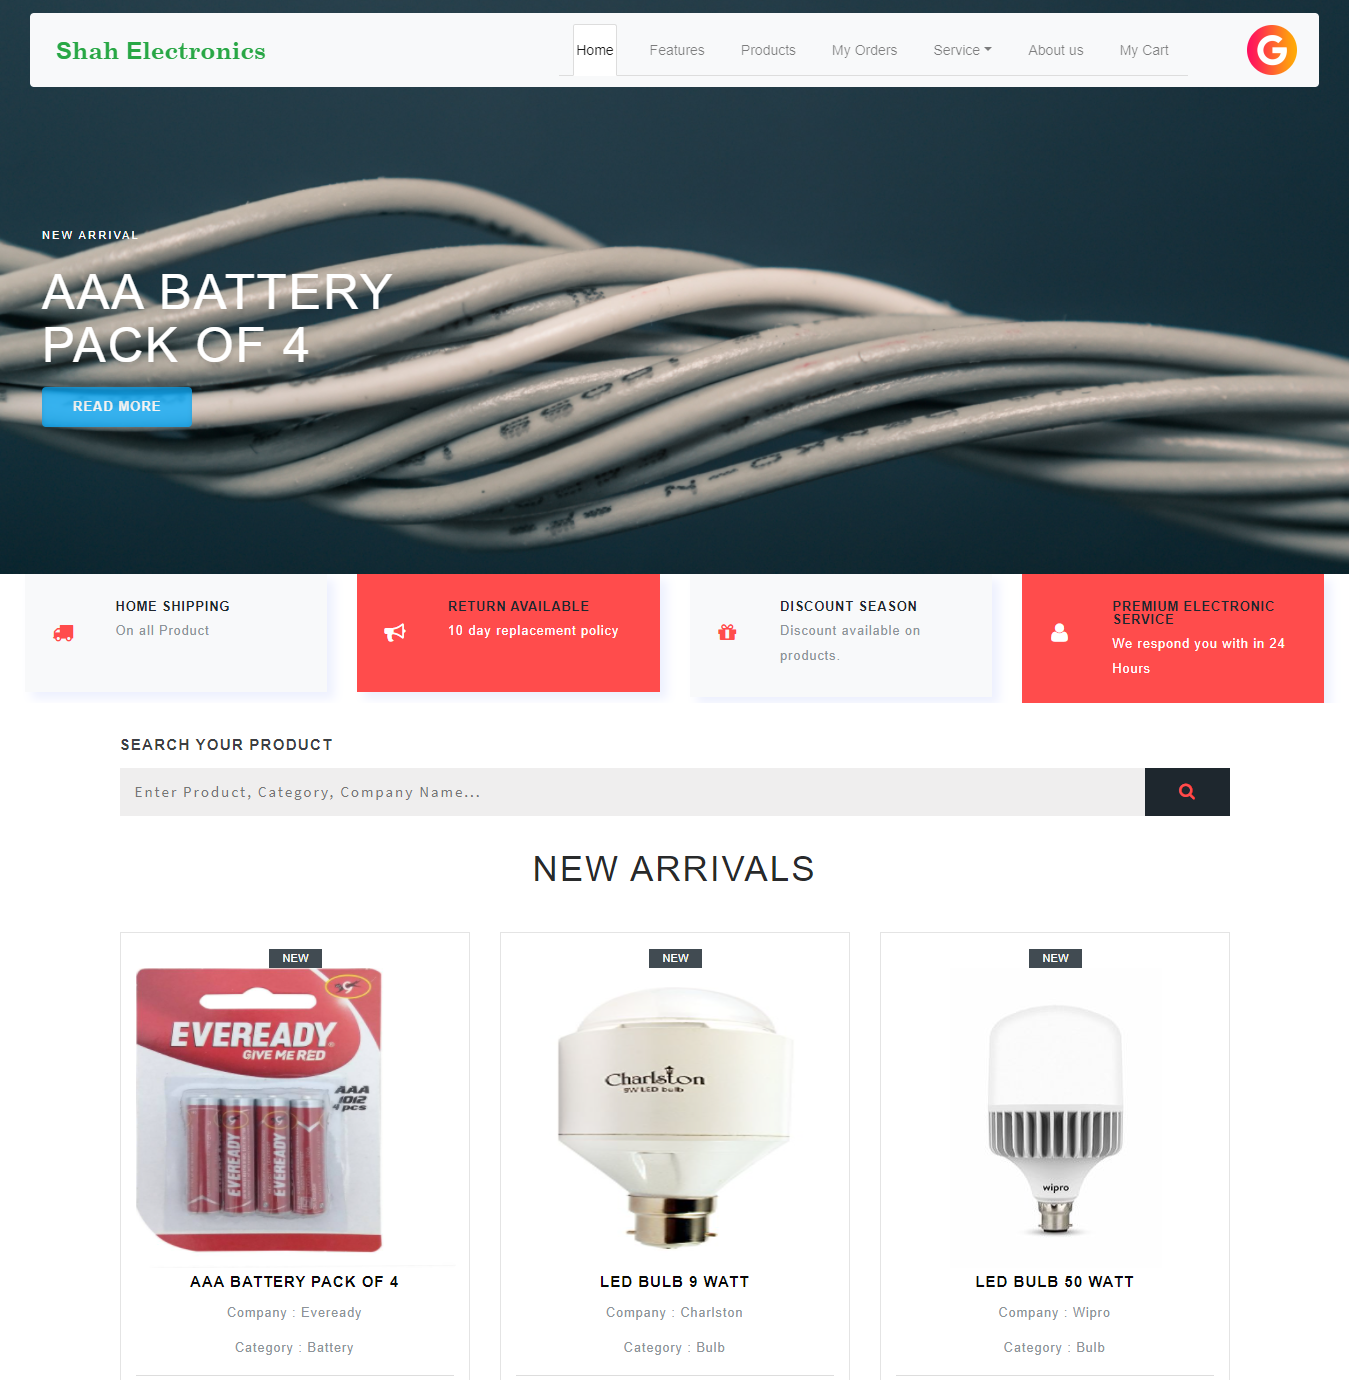 Shah Electronics
Home Features Products My Orders Service About us My Cart
G
NEW ARRIVAL
AAA BATTERY
PACK OF 4
READ MORE
HOME SHIPPING
On all Product
RETURN AVAILABLE
10 day replacement policy
DISCOUNT SEASON
Discount available on
products.
PREMIUM ELECTRONIC
SERVICE
We respond you with in 24
Hours
SEARCH YOUR PRODUCT
Enter Product, Category, Company Name...
NEW ARRIVALS
NEW
EVEREADY
GIVE ME RED
AAA
1012
4 pcs
EVEREADY
EVEREADY
EVEREADY
AAA BATTERY PACK OF 4
Company : Eveready
Category : Battery
NEW
Charlston
9W LED bulb
LED BULB 9 WATT
Company : Charlston
Category : Bulb
NEW
wipro
LED BULB 50 WATT
Company : Wipro
Category : Bulb